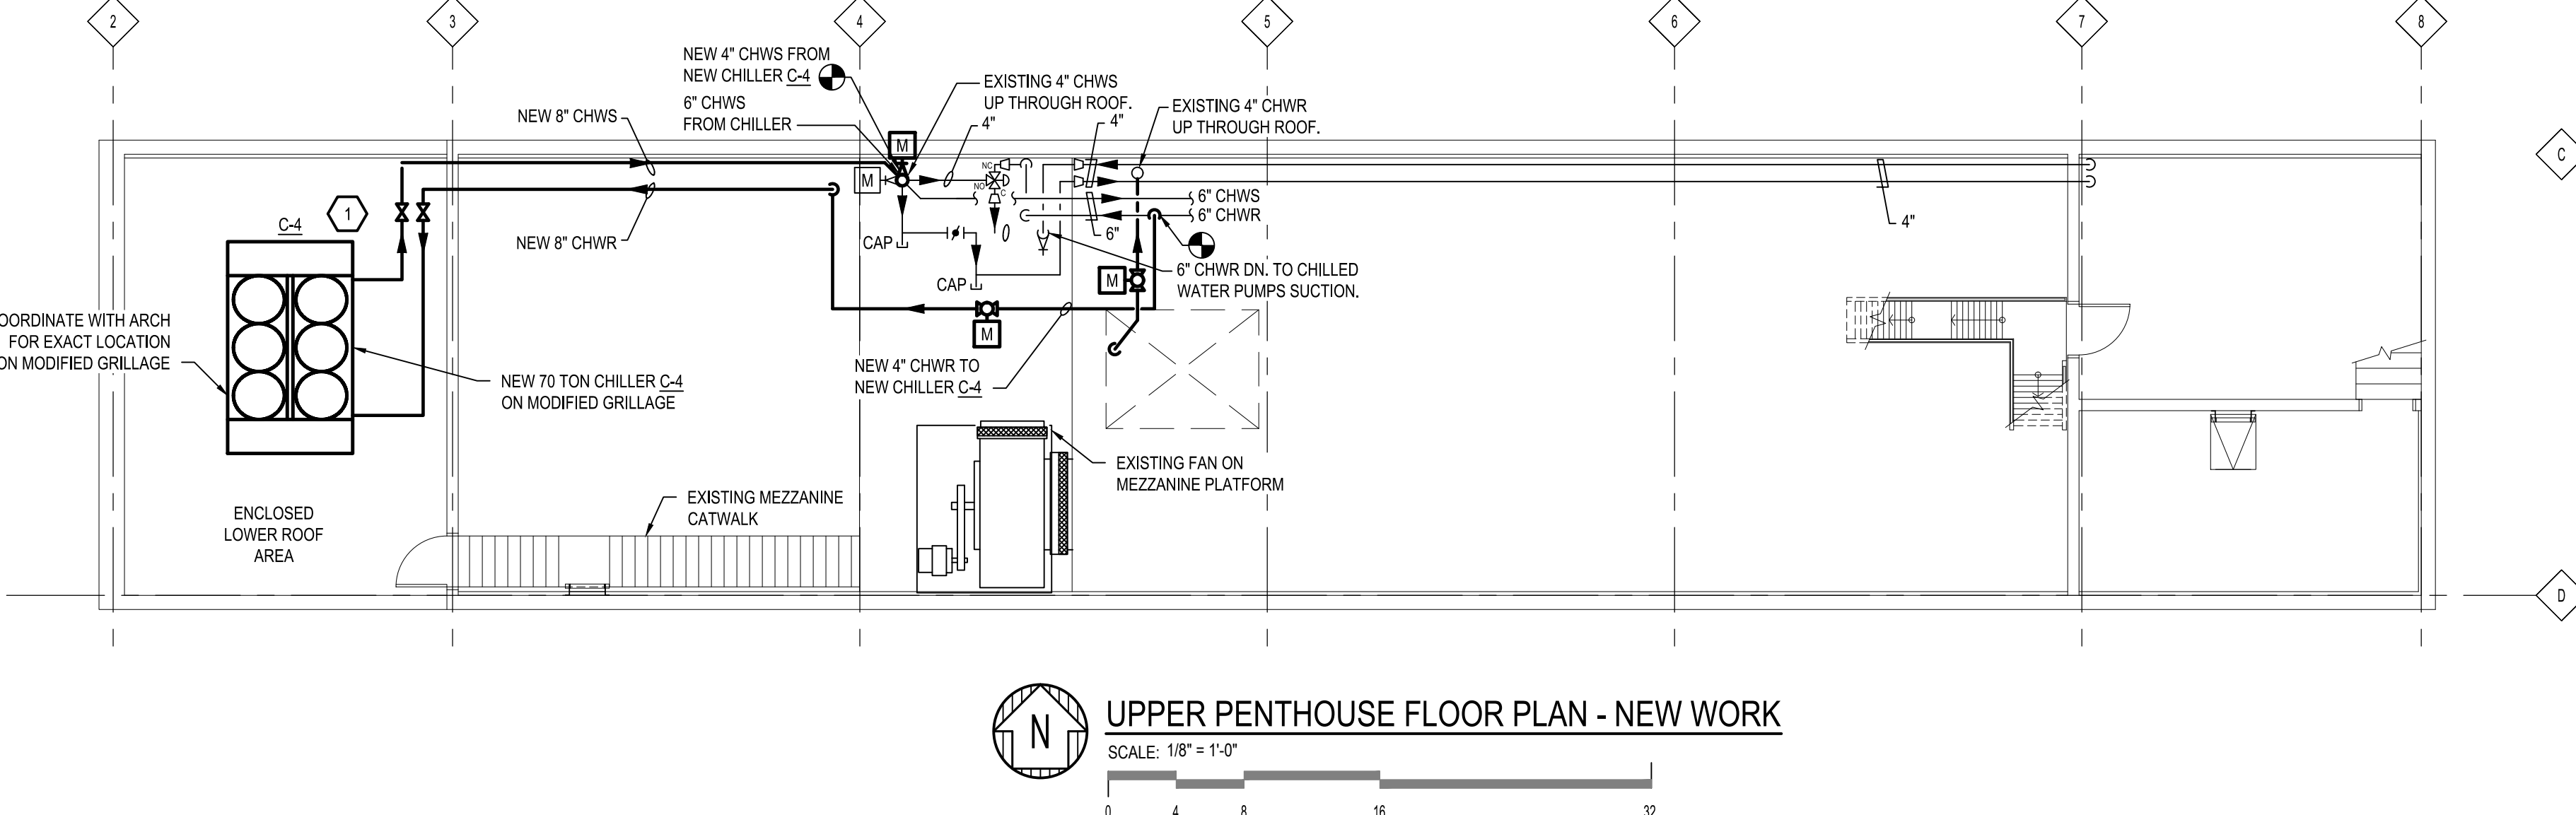 2
3
4
5
6
7
8
C
D
NEW 4" CHWS FROM
NEW CHILLER C-4
6" CHWS
FROM CHILLER
NEW 8" CHWS
NEW 8" CHWR
EXISTING 4" CHWS
UP THROUGH ROOF.
4"
4"
EXISTING 4" CHWR
UP THROUGH ROOF.
M
M
NC
NO
C
6" CHWS
6" CHWR
6"
4"
CAP
CAP
6" CHWR DN. TO CHILLED
WATER PUMPS SUCTION.
M
M
NEW 4" CHWR TO
NEW CHILLER C-4
1
C-4
OORDINATE WITH ARCH
FOR EXACT LOCATION
ON MODIFIED GRILLAGE
NEW 70 TON CHILLER C-4
ON MODIFIED GRILLAGE
ENCLOSED
LOWER ROOF
AREA
EXISTING MEZZANINE
CATWALK
EXISTING FAN ON
MEZZANINE PLATFORM
N
UPPER PENTHOUSE FLOOR PLAN - NEW WORK
SCALE: 1/8" = 1'-0"
0 4 8 16 32